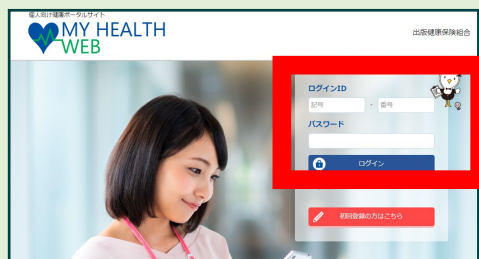 個人向け健康ポータルサイト
MY HEALTH
WEB
出版健康保険組合
ログインID
記号 - 番号
パスワード
ログイン
初回登録の方はこちら